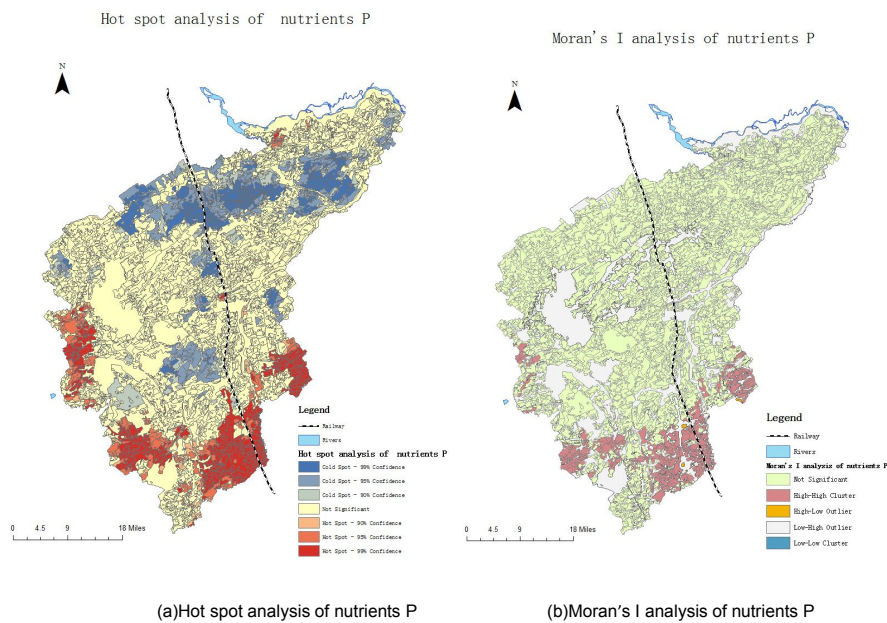 Hot spot analysis of nutrients P
N
Legend
Railway
Rivers
Hot spot analysis of nutrients P
Cold Spot - 99% Confidence
Cold Spot - 95% Confidence
Cold Spot - 90% Confidence
Not Significant
Hot Spot - 90% Confidence
Hot Spot - 95% Confidence
Hot Spot - 99% Confidence
0 4.5 9 18 Miles
(a)Hot spot analysis of nutrients P
Moran's I analysis of nutrients P
N
Legend
Railway
Rivers
Moran's I analysis of nutrients P
Not Significant
High-High Cluster
High-Low Outlier
Low-High Outlier
Low-Low Cluster
0 4.5 9 18 Miles
(b)Moran's I analysis of nutrients P